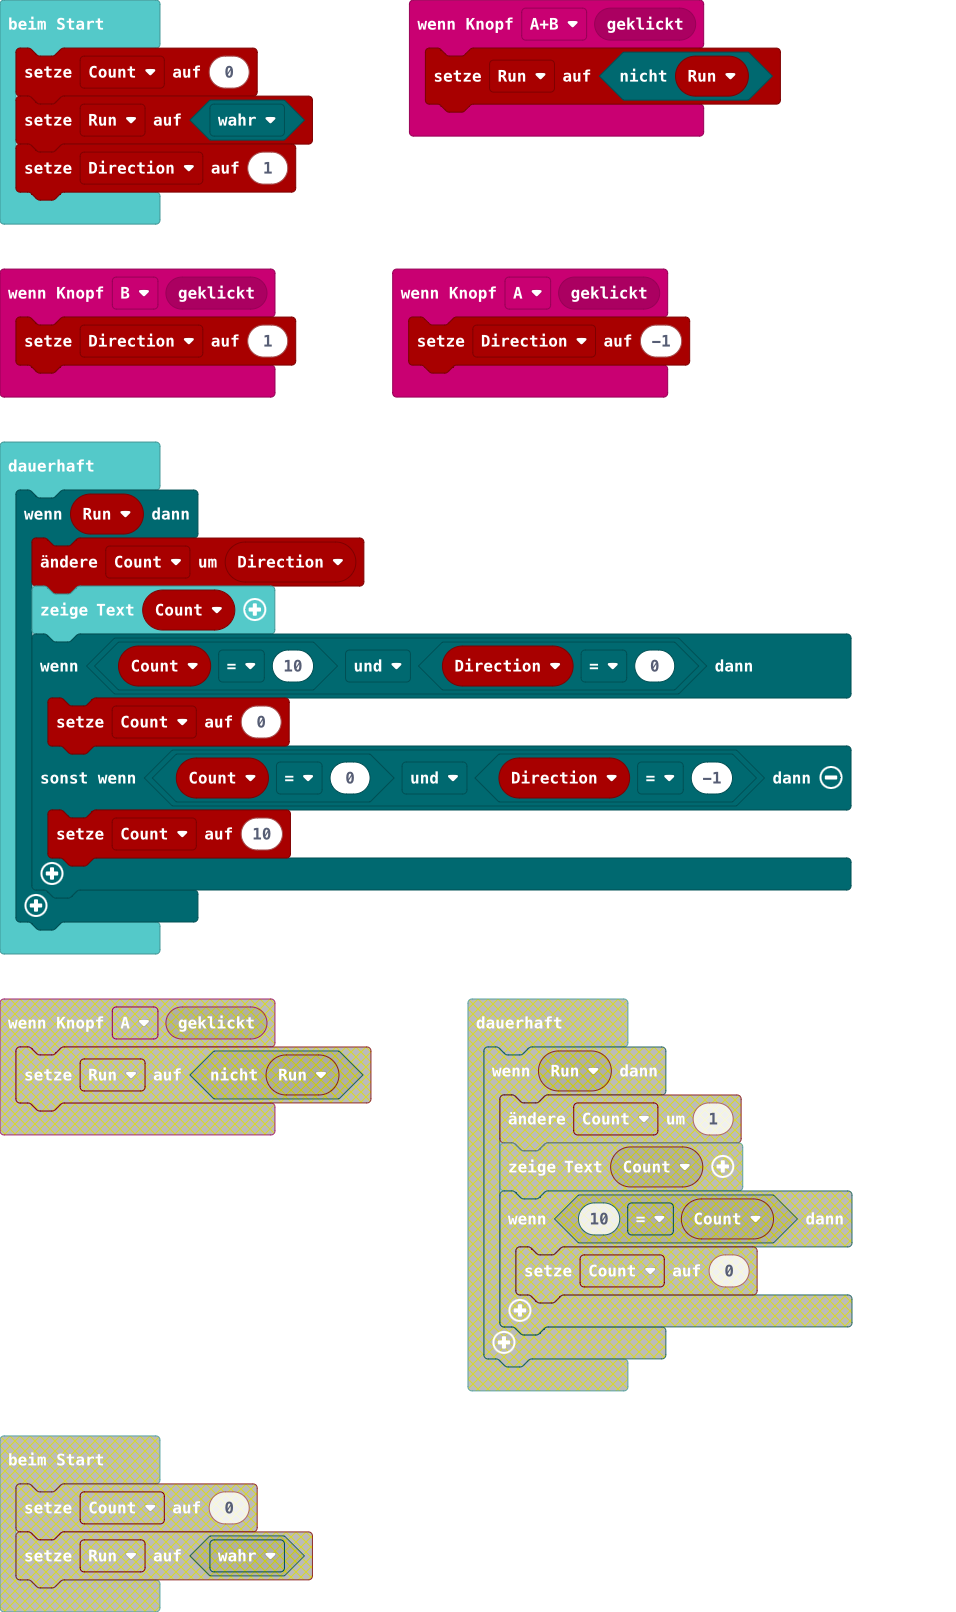 beim Start
setze Count auf 0
setze Run auf wahr
setze Direction auf 1
wenn Knopf A+B geklickt
setze Run auf nicht Run
wenn Knopf B geklickt
setze Direction auf 1
wenn Knopf A geklickt
setze Direction auf -1
dauerhaft
wenn Run dann
ändere Count um Direction
zeige Text Count
wenn Count = 10 und Direction = 0 dann
setze Count auf 0
sonst wenn Count = 0 und Direction = -1 dann
setze Count auf 10
wenn Knopf A geklickt
setze Run auf nicht Run
dauerhaft
wenn Run dann
ändere Count um 1
zeige Text Count
wenn 10 = Count dann
setze Count auf 0
beim Start
setze Count auf 0
setze Run auf wahr